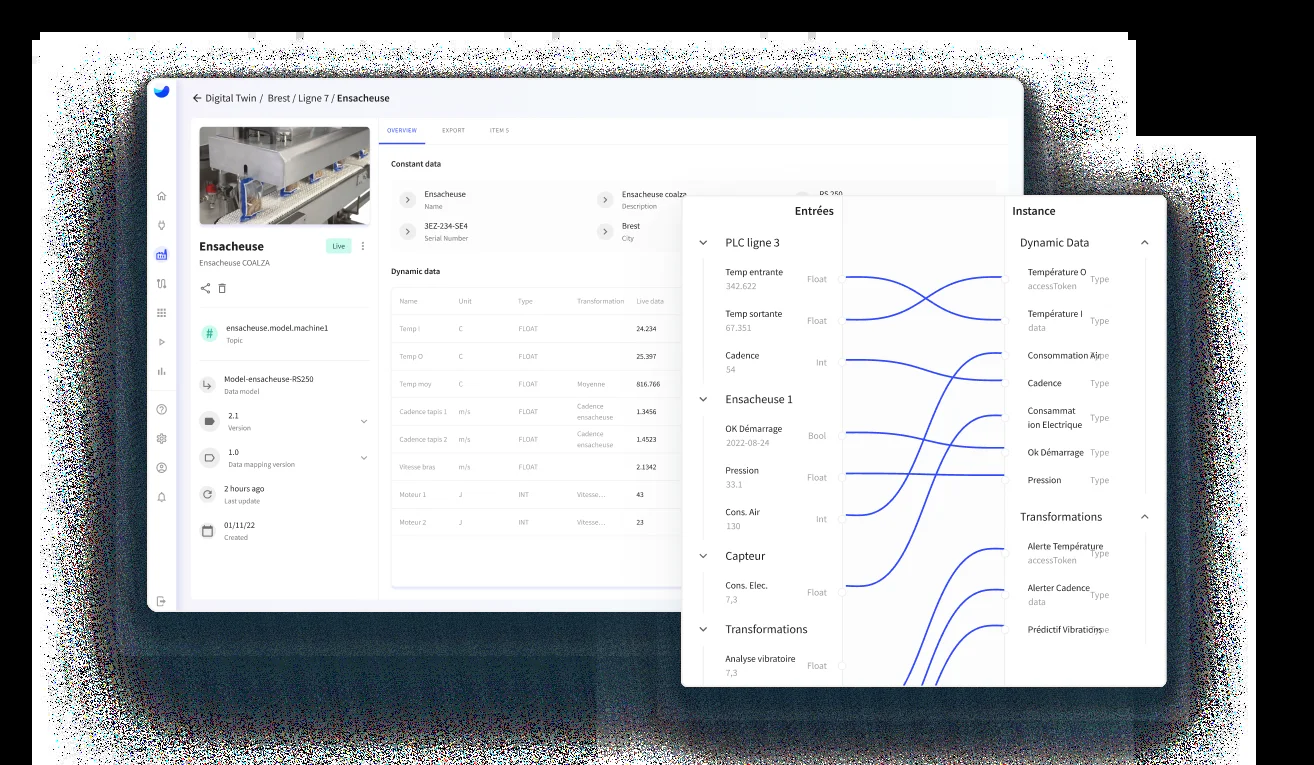 Digital Twin / Brest / Ligne 7 / Ensacheuse
Ensacheuse
Live
Ensacheuse COALZA
#
ensacheuse.model.machine1
Topic
Model-ensacheuse-RS250
Data model
2.1
Version
1.0
Data mapping version
2 hours ago
Last update
01/11/22
Created
OVERVIEW EXPORT ITEMS
Constant data
Ensacheuse
Name
Ensacheuse coalza
Description
RS 250
3EZ-234-SE4
Serial Number
Brest
City
Dynamic data
Name Unit Type Transformation Live data
Temp I C FLOAT 24.234
Temp O C FLOAT 25.397
Temp moy C FLOAT Moyenne 816.766
Cadence tapis 1 m/s FLOAT Cadence ensacheuse 1.3456
Cadence tapis 2 m/s FLOAT Cadence ensacheuse 1.4523
Vitesse bras m/s FLOAT 2.1342
Moteur 1 J INT Vitesse... 43
Moteur 2 J INT Vitesse... 23
Entrées
PLC ligne 3
Temp entrante Float
342.622
Temp sortante Float
67.351
Cadence Int
54
Ensacheuse 1
OK Démarrage Bool
2022-08-24
Pression Float
33.1
Cons. Air Int
130
Capteur
Cons. Elec. Float
7,3
Transformations
Analyse vibratoire Float
7,3
Instance
Dynamic Data
Température O Type
accessToken
Température I Type
data
Consommation Air Type
Cadence Type
Consammat
ion Electrique Type
Ok Démarrage Type
Pression Type
Transformations
Alerte Température Type
accessToken
Alerter Cadence Type
data
Prédictif Vibrations Type